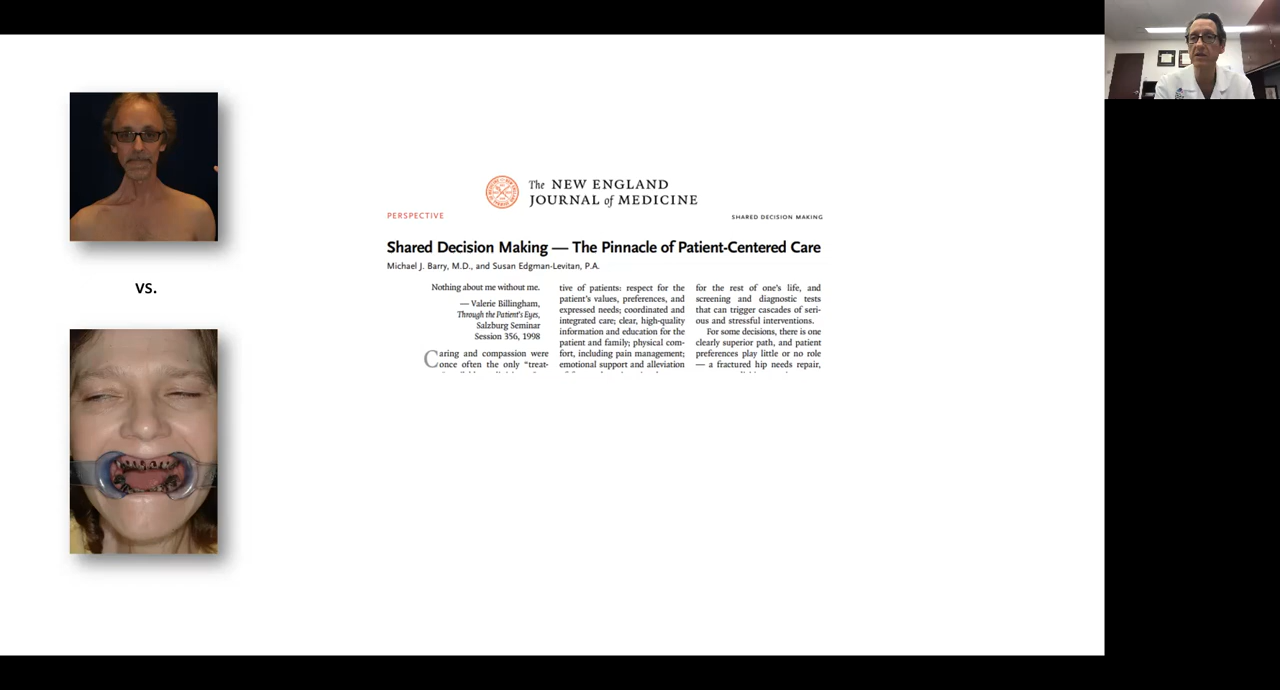 vs.
The NEW ENGLAND
JOURNAL of MEDICINE
PERSPECTIVE
SHARED DECISION MAKING
Shared Decision Making — The Pinnacle of Patient-Centered Care
Michael J. Barry, M.D., and Susan Edgman-Levitan, P.A.
Nothing about me without me.
— Valerie Billingham,
Through the Patient's Eyes,
Salzburg Seminar
Session 356, 1998
Caring and compassion were
once often the only “treat-
tive of patients: respect for the
patient's values, preferences, and
expressed needs; coordinated and
integrated care; clear, high-quality
information and education for the
patient and family; physical com-
fort, including pain management;
emotional support and alleviation
for the rest of one's life, and
screening and diagnostic tests
that can trigger cascades of seri-
ous and stressful interventions.
For some decisions, there is one
clearly superior path, and patient
preferences play little or no role
— a fractured hip needs repair,